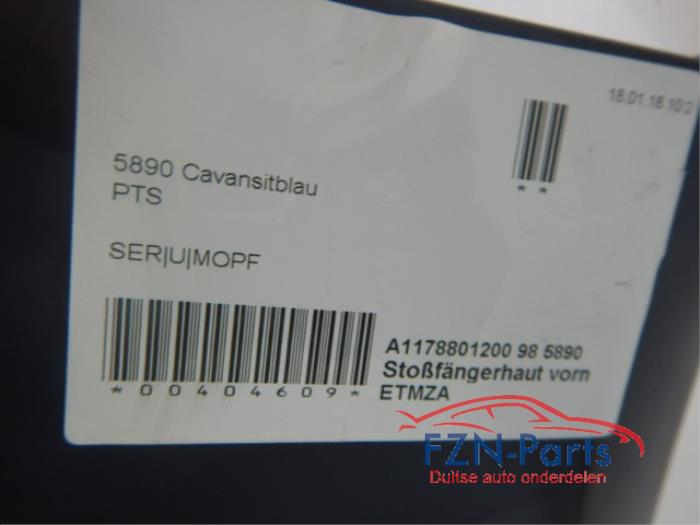 18.01.18 10:2
* *
5890 Cavansitblau
PTS
SER|U|MOPF
*00404609*
A1178801200 98 5890
Stoßfängerhaut vorn
ETMZA
FZN-Parts
Duitse auto onderdelen